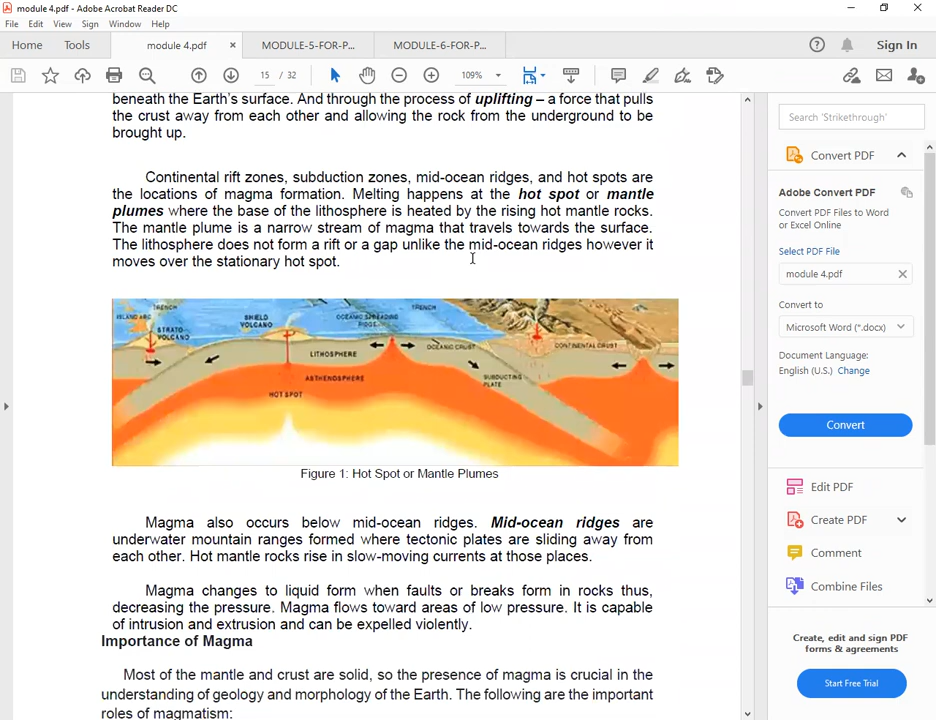 module 4.pdf - Adobe Acrobat Reader DC
File Edit View Sign Window Help
Home Tools module 4.pdf × MODULE-5-FOR-P... MODULE-6-FOR-P... Sign In
15 / 32 109%
beneath the Earth's surface. And through the process of uplifting – a force that pulls
the crust away from each other and allowing the rock from the underground to be
brought up.
Continental rift zones, subduction zones, mid-ocean ridges, and hot spots are
the locations of magma formation. Melting happens at the hot spot or mantle
plumes where the base of the lithosphere is heated by the rising hot mantle rocks.
The mantle plume is a narrow stream of magma that travels towards the surface.
The lithosphere does not form a rift or a gap unlike the mid-ocean ridges however it
moves over the stationary hot spot.
TRENCH
ISLAND ARC
STRATO
VOLCANO
SHIELD
VOLCANO
OCEANIC SPREADING
RIDGE
TRENCH
LITHOSPHERE
OCEANIC CRUST
CONTINENTAL CRUST
ASTHENOSPHERE
SUBDUCTING
PLATE
HOT SPOT
Figure 1: Hot Spot or Mantle Plumes
Magma also occurs below mid-ocean ridges. Mid-ocean ridges are
underwater mountain ranges formed where tectonic plates are sliding away from
each other. Hot mantle rocks rise in slow-moving currents at those places.
Magma changes to liquid form when faults or breaks form in rocks thus,
decreasing the pressure. Magma flows toward areas of low pressure. It is capable
of intrusion and extrusion and can be expelled violently.
Importance of Magma
Most of the mantle and crust are solid, so the presence of magma is crucial in the
understanding of geology and morphology of the Earth. The following are the important
roles of magmatism:
Search 'Strikethrough'
Convert PDF
Adobe Convert PDF
Convert PDF Files to Word
or Excel Online
Select PDF File
module 4.pdf
Convert to
Microsoft Word (*.docx)
Document Language:
English (U.S.) Change
Convert
Edit PDF
Create PDF
Comment
Combine Files
Create, edit and sign PDF
forms & agreements
Start Free Trial